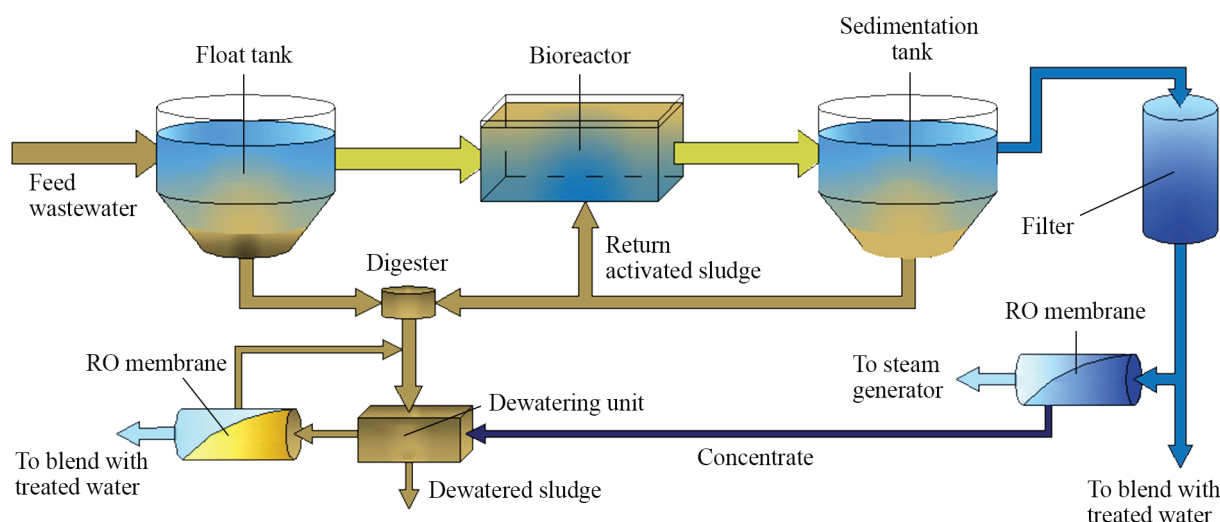 Float tank
Bioreactor
Sedimentation
tank
Feed
wastewater
Filter
Return
activated sludge
Digester
RO membrane
RO membrane
To steam
generator
Dewatering unit
Concentrate
To blend with
treated water
Dewatered sludge
To blend with
treated water